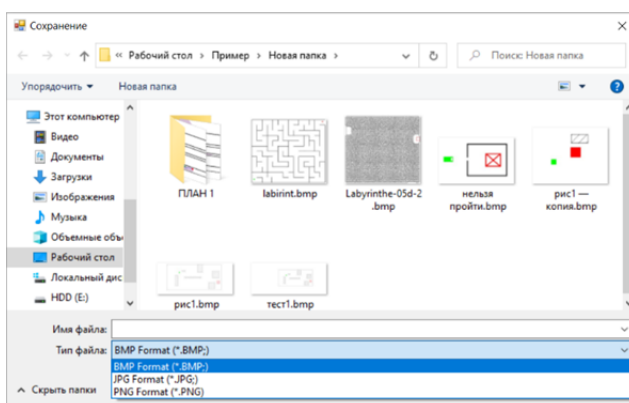 Сохранение
« Рабочий стол › Пример › Новая папка ›
Поиск: Новая папка
Упорядочить
Новая папка
Этот компьютер
Видео
Документы
Загрузки
Изображения
Музыка
Объемные объ
Рабочий стол
Локальный дис
HDD (E:)
ПЛАН 1
labirint.bmp
Labyrinthe-05d-2
.bmp
нельзя
пройти.bmp
рис1 —
копия.bmp
рис1.bmp
тест1.bmp
Имя файла:
Тип файла: BMP Format (*.BMP;)
BMP Format (*.BMP;)
JPG Format (*.JPG;)
PNG Format (*.PNG)
Скрыть папки